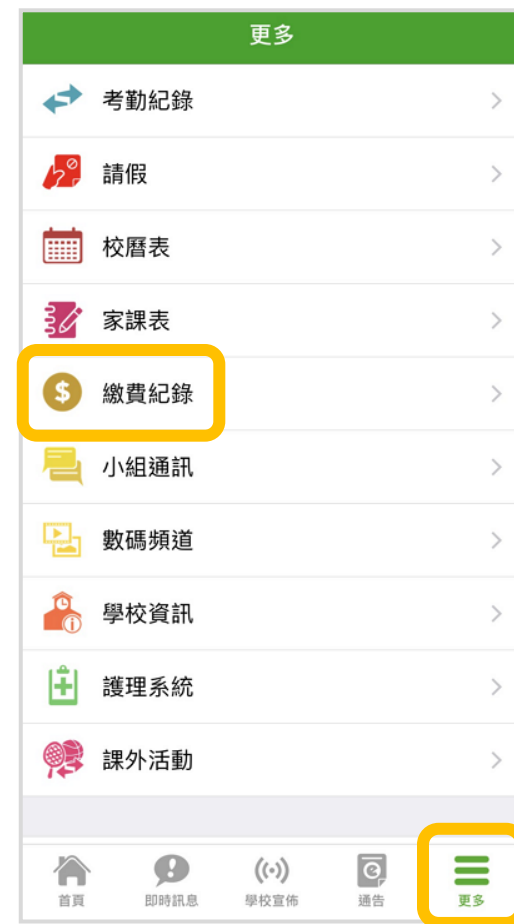 更多
考勤紀錄
請假
校曆表
家課表
$ 繳費紀錄
小組通訊
數碼頻道
學校資訊
護理系統
課外活動
首頁 即時訊息 學校宣佈 通告 更多